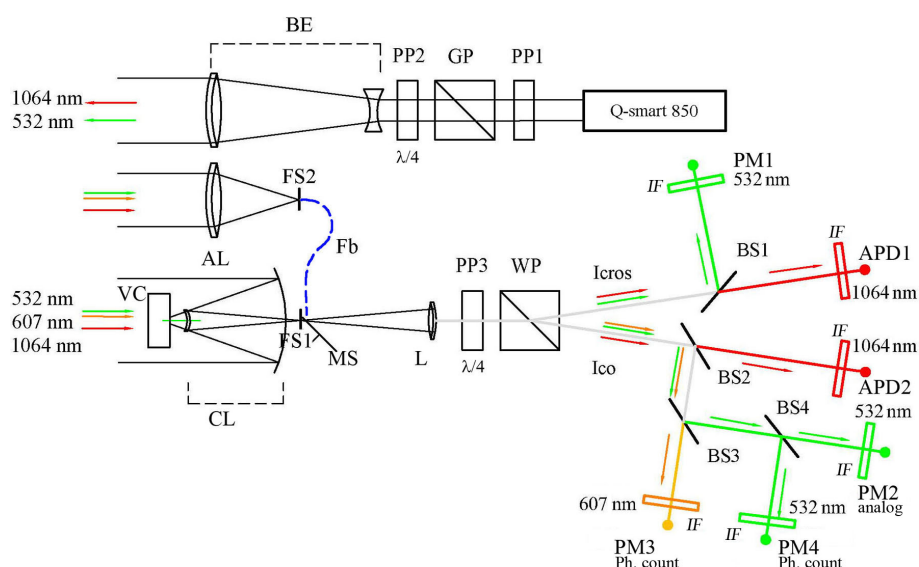 BE
PP2
GP
PP1
1064 nm
532 nm
Q-smart 850
λ/4
FS2
PM1
532 nm
IF
Fb
AL
BS1
IF
APD1
1064 nm
PP3
WP
Icros
532 nm
607 nm
1064 nm
VC
FS1
MS
L
λ/4
Ico
BS2
IF
1064 nm
APD2
CL
BS4
532 nm
BS3
IF
PM2
analog
607 nm
IF
532 nm
IF
PM3
Ph. count
PM4
Ph. count